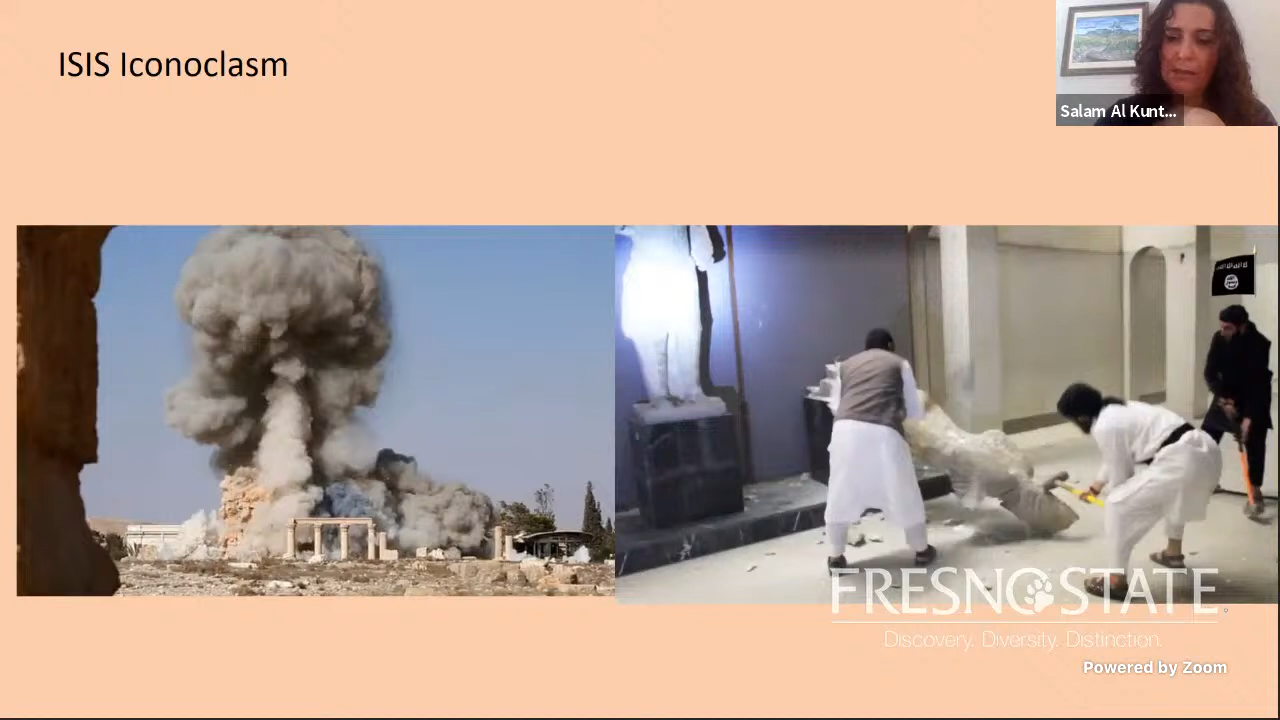 ISIS Iconoclasm
Salam Al Kunt...
FRESNO STATE
Discovery. Diversity. Distinction.
Powered by Zoom